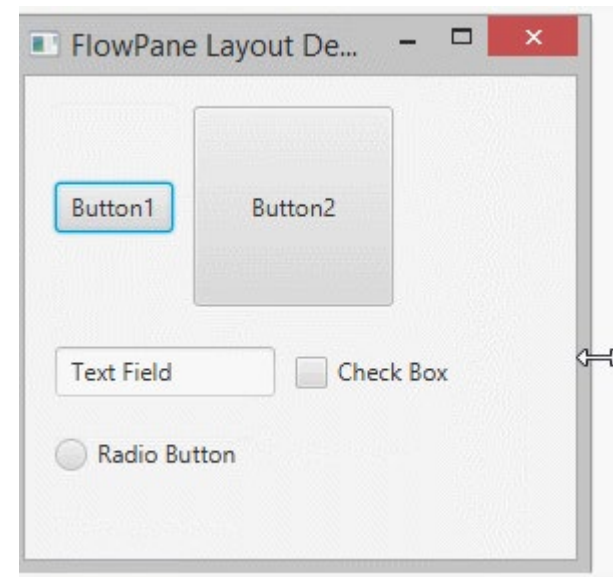 FlowPane Layout De...
Button1 Button2
Text Field Check Box
Radio Button